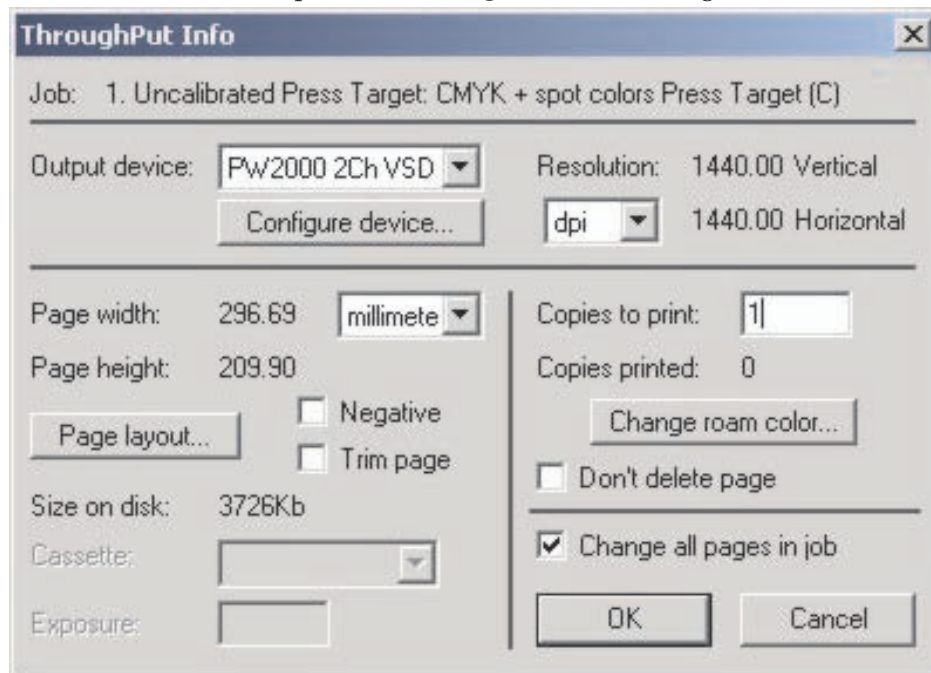 ThroughPut Info
Job: 1. Uncalibrated Press Target: CMYK + spot colors Press Target (C)
Output device: PW2000 2Ch VSD
Configure device...
Resolution: 1440.00 Vertical
dpi 1440.00 Horizontal
Page width: 296.69 millimete
Page height: 209.90
Page layout...
Negative
Trim page
Size on disk: 3726Kb
Cassette:
Exposure:
Copies to print: 1
Copies printed: 0
Change roam color...
Don't delete page
Change all pages in job
OK Cancel